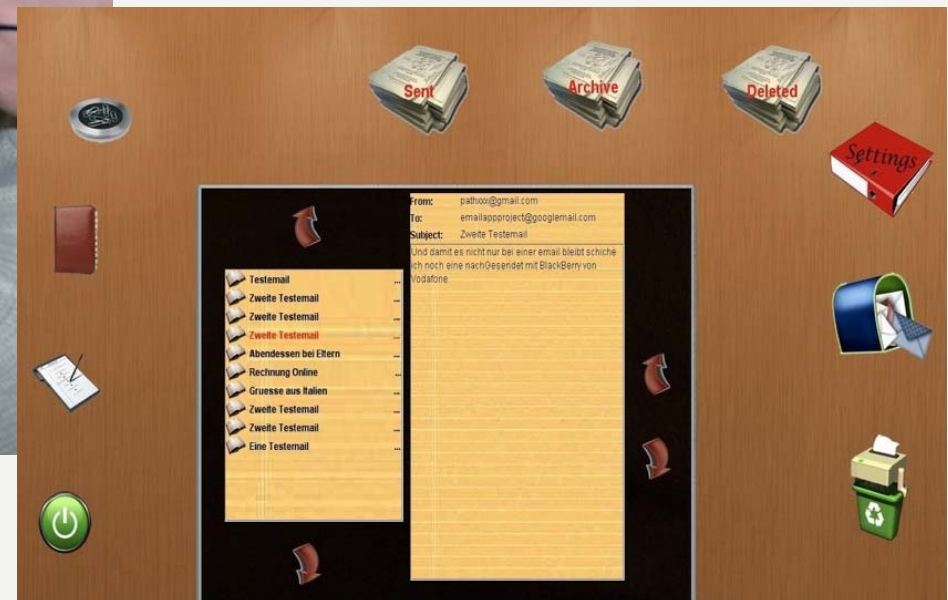 Sent
Archive
Deleted
Settings
From: pathxxx@gmail.com
To: emailappproject@googlemail.com
Subject: Zweite Testemail
Und damit es nicht nur bei einer email bleibt schiche
ich noch eine nachGesendet mit BlackBerry von
Vodafone
Testemail ...
Zweite Testemail ...
Zweite Testemail ...
Zweite Testemail ...
Abendessen bei Eltern ...
Rechnung Online ...
Gruesse aus Italien ...
Zweite Testemail ...
Zweite Testemail ...
Eine Testemail ...